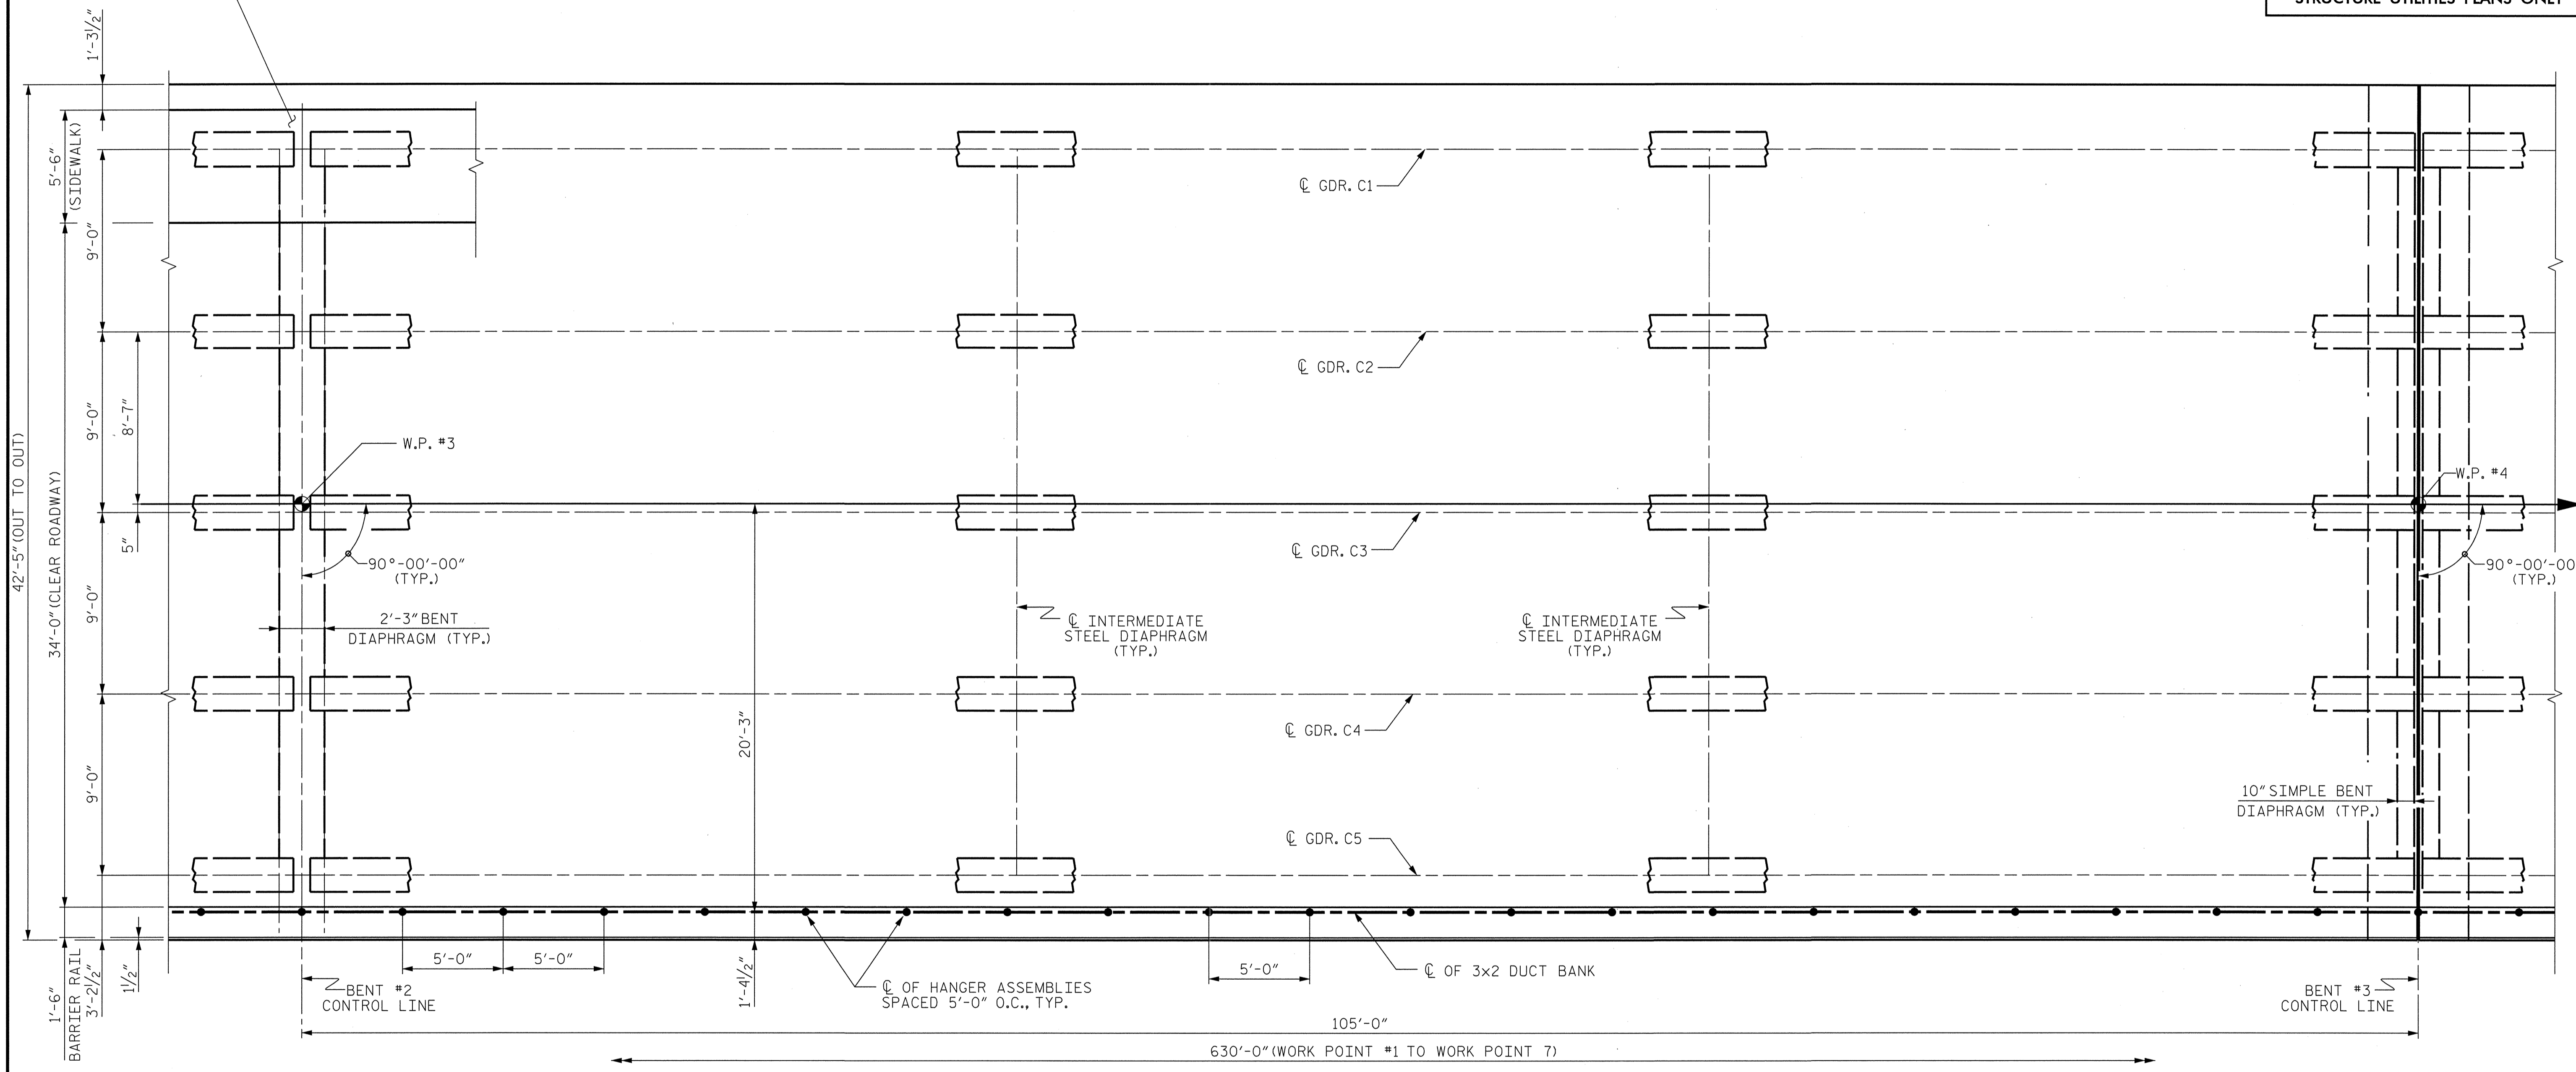 STRUCTURE UTILITIES PLANS ONLY
1'-3½"
5'-6"
(SIDEWALK)
9'-0"
℄ GDR. C1
℄ GDR. C2
9'-0"
8'-7"
W.P. #3
W.P. #4
42'-5" (OUT TO OUT)
34'-0" (CLEAR ROADWAY)
5"
90°-00'-00"
(TYP.)
℄ GDR. C3
90°-00'-00
(TYP.)
9'-0"
2'-3" BENT
DIAPHRAGM (TYP.)
℄ INTERMEDIATE
STEEL DIAPHRAGM
(TYP.)
℄ INTERMEDIATE
STEEL DIAPHRAGM
(TYP.)
20'-3"
℄ GDR. C4
9'-0"
10" SIMPLE BENT
DIAPHRAGM (TYP.)
℄ GDR. C5
1'-6"
BARRIER RAIL
3'-2½"
1½"
5'-0"
5'-0"
1'-4½"
5'-0"
℄ OF 3x2 DUCT BANK
BENT #2
CONTROL LINE
℄ OF HANGER ASSEMBLIES
SPACED 5'-0" O.C., TYP.
BENT #3
CONTROL LINE
105'-0"
630'-0" (WORK POINT #1 TO WORK POINT 7)